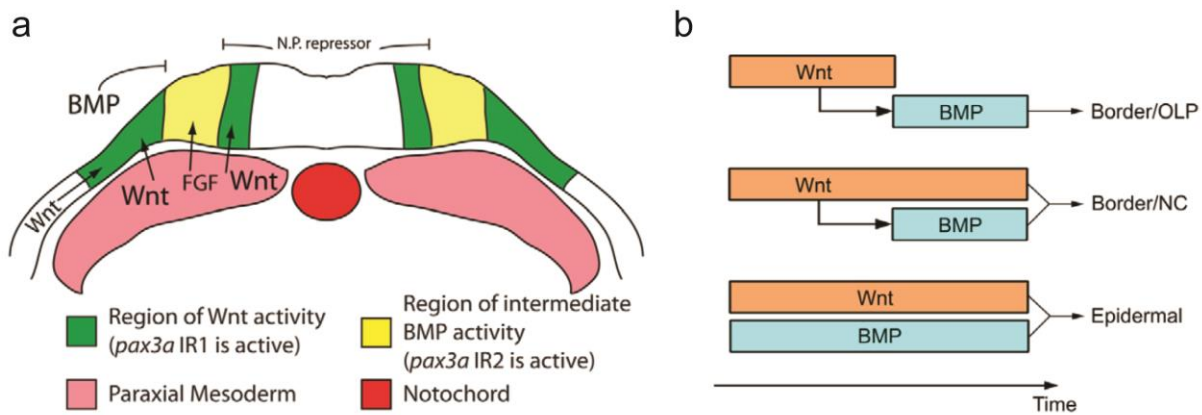 a
N.P. repressor
BMP
Wnt
Wnt
FGF
Wnt
Region of Wnt activity
(pax3a IR1 is active)
Region of intermediate
BMP activity
(pax3a IR2 is active)
Paraxial Mesoderm
Notochord
b
Wnt
BMP
Border/OLP
Wnt
BMP
Border/NC
Wnt
BMP
Epidermal
Time